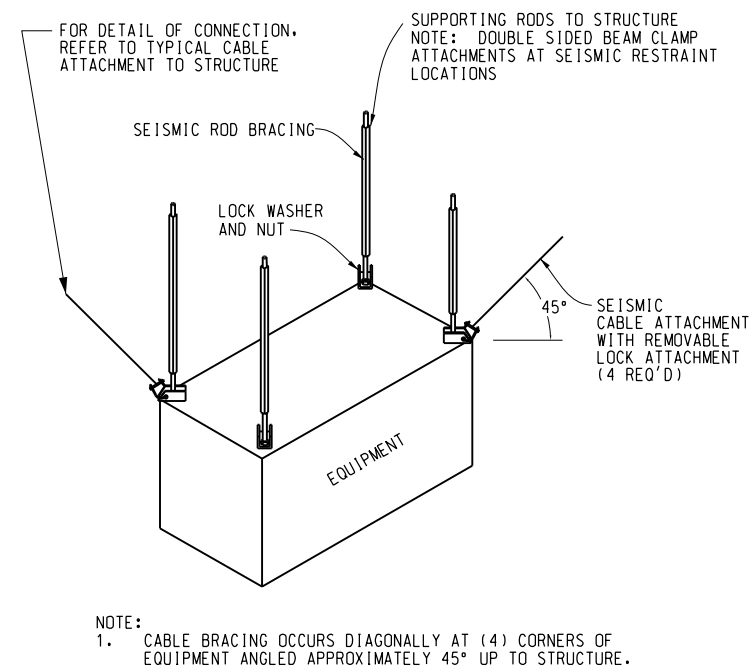 FOR DETAIL OF CONNECTION,
REFER TO TYPICAL CABLE
ATTACHMENT TO STRUCTURE
SUPPORTING RODS TO STRUCTURE
NOTE: DOUBLE SIDED BEAM CLAMP
ATTACHMENTS AT SEISMIC RESTRAINT
LOCATIONS
SEISMIC ROD BRACING
LOCK WASHER
AND NUT
45°
SEISMIC
CABLE ATTACHMENT
WITH REMOVABLE
LOCK ATTACHMENT
(4 REQ'D)
EQUIPMENT
NOTE:
1. CABLE BRACING OCCURS DIAGONALLY AT (4) CORNERS OF
EQUIPMENT ANGLED APPROXIMATELY 45° UP TO STRUCTURE.